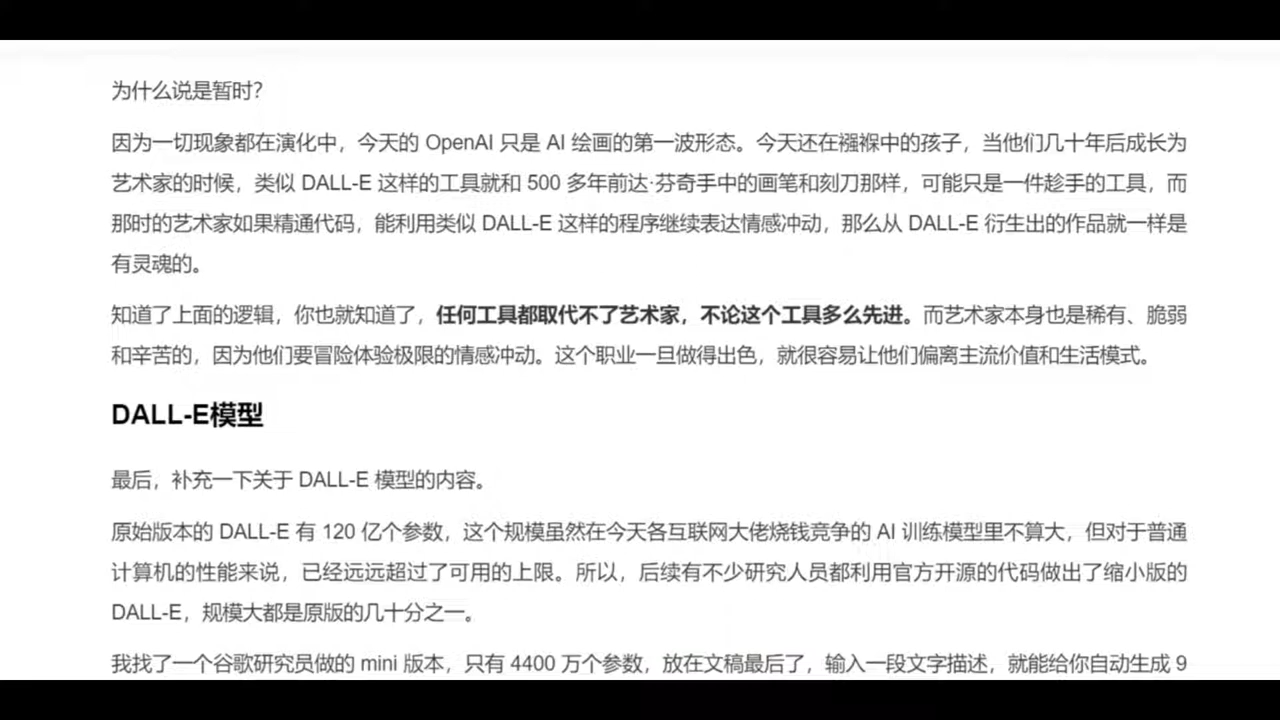 为什么说是暂时？
因为一切现象都在演化中，今天的 OpenAI 只是 AI 绘画的第一波形态。今天还在襁褓中的孩子，当他们几十年后成长为
艺术家的时候，类似 DALL-E 这样的工具就和 500 多年前达·芬奇手中的画笔和刻刀那样，可能只是一件趁手的工具，而
那时的艺术家如果精通代码，能利用类似 DALL-E 这样的程序继续表达情感冲动，那么从 DALL-E 衍生出的作品就一样是
有灵魂的。
知道了上面的逻辑，你也就知道了，任何工具都取代不了艺术家，不论这个工具多么先进。而艺术家本身也是稀有、脆弱
和辛苦的，因为他们要冒险体验极限的情感冲动。这个职业一旦做得出色，就很容易让他们偏离主流价值和生活模式。
DALL-E模型
最后，补充一下关于 DALL-E 模型的内容。
原始版本的 DALL-E 有 120 亿个参数，这个规模虽然在今天各互联网大佬烧钱竞争的 AI 训练模型里不算大，但对于普通
计算机的性能来说，已经远远超过了可用的上限。所以，后续有不少研究人员都利用官方开源的代码做出了缩小版的
DALL-E，规模大都是原版的几十分之一。
我找了一个谷歌研究员做的 mini 版本，只有 4400 万个参数，放在文稿最后了，输入一段文字描述，就能给你自动生成 9